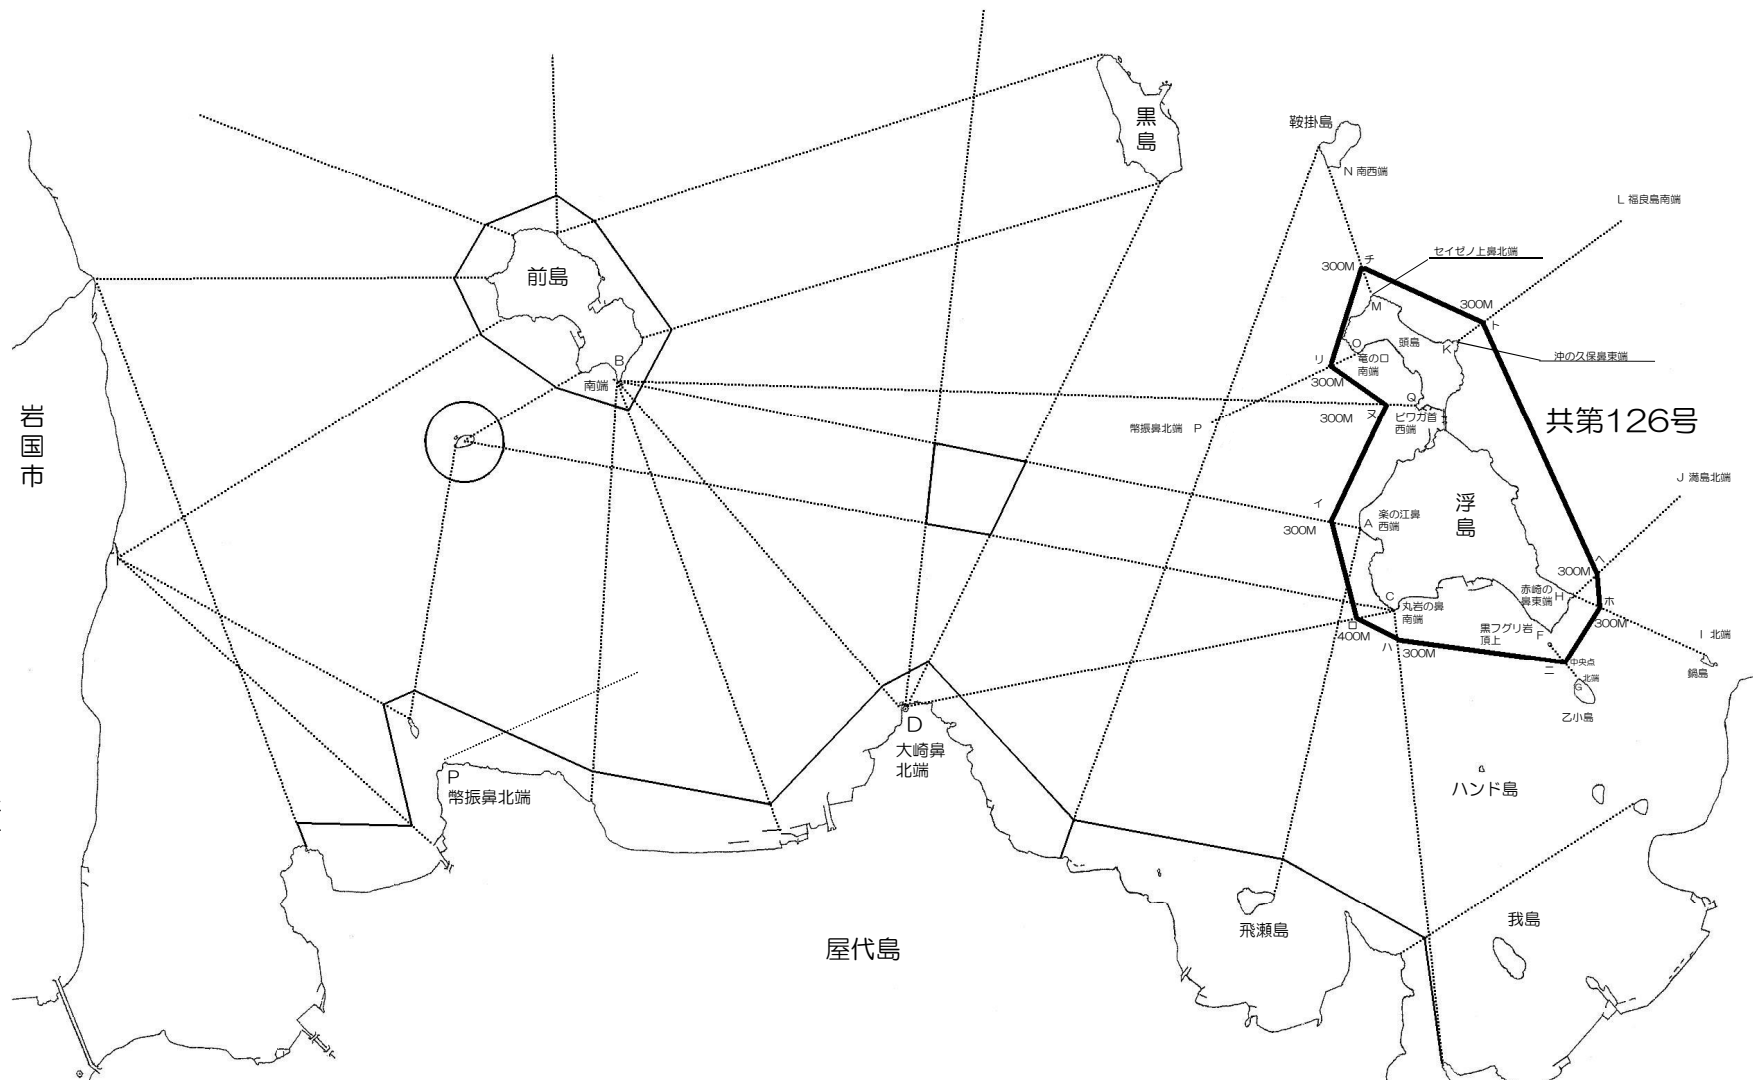 黒島
鞍掛島
N 南西端
L 福良島南端
セイゼノ上鼻北端
チ
300M
M
300M
ト
前島
O
頭島
K
沖の久保鼻東端
リ
竜の口
南端
300M
B
南端
Q
ビワガ首
西端
ヌ
300M
幣振鼻北端 P
共第126号
岩国市
J 満島北端
浮島
イ
300M
A
楽の江鼻
西端
ヘ
300M
赤崎の
鼻東端
H
ホ
300M
C
丸岩の鼻
南端
ロ
400M
ハ
300M
黒フグリ岩
頂上
F
I 北端
鍋島
ニ
中央点
北端
G
乙小島
D
大崎鼻
北端
P
幣振鼻北端
ハンド島
飛瀬島
我島
屋代島